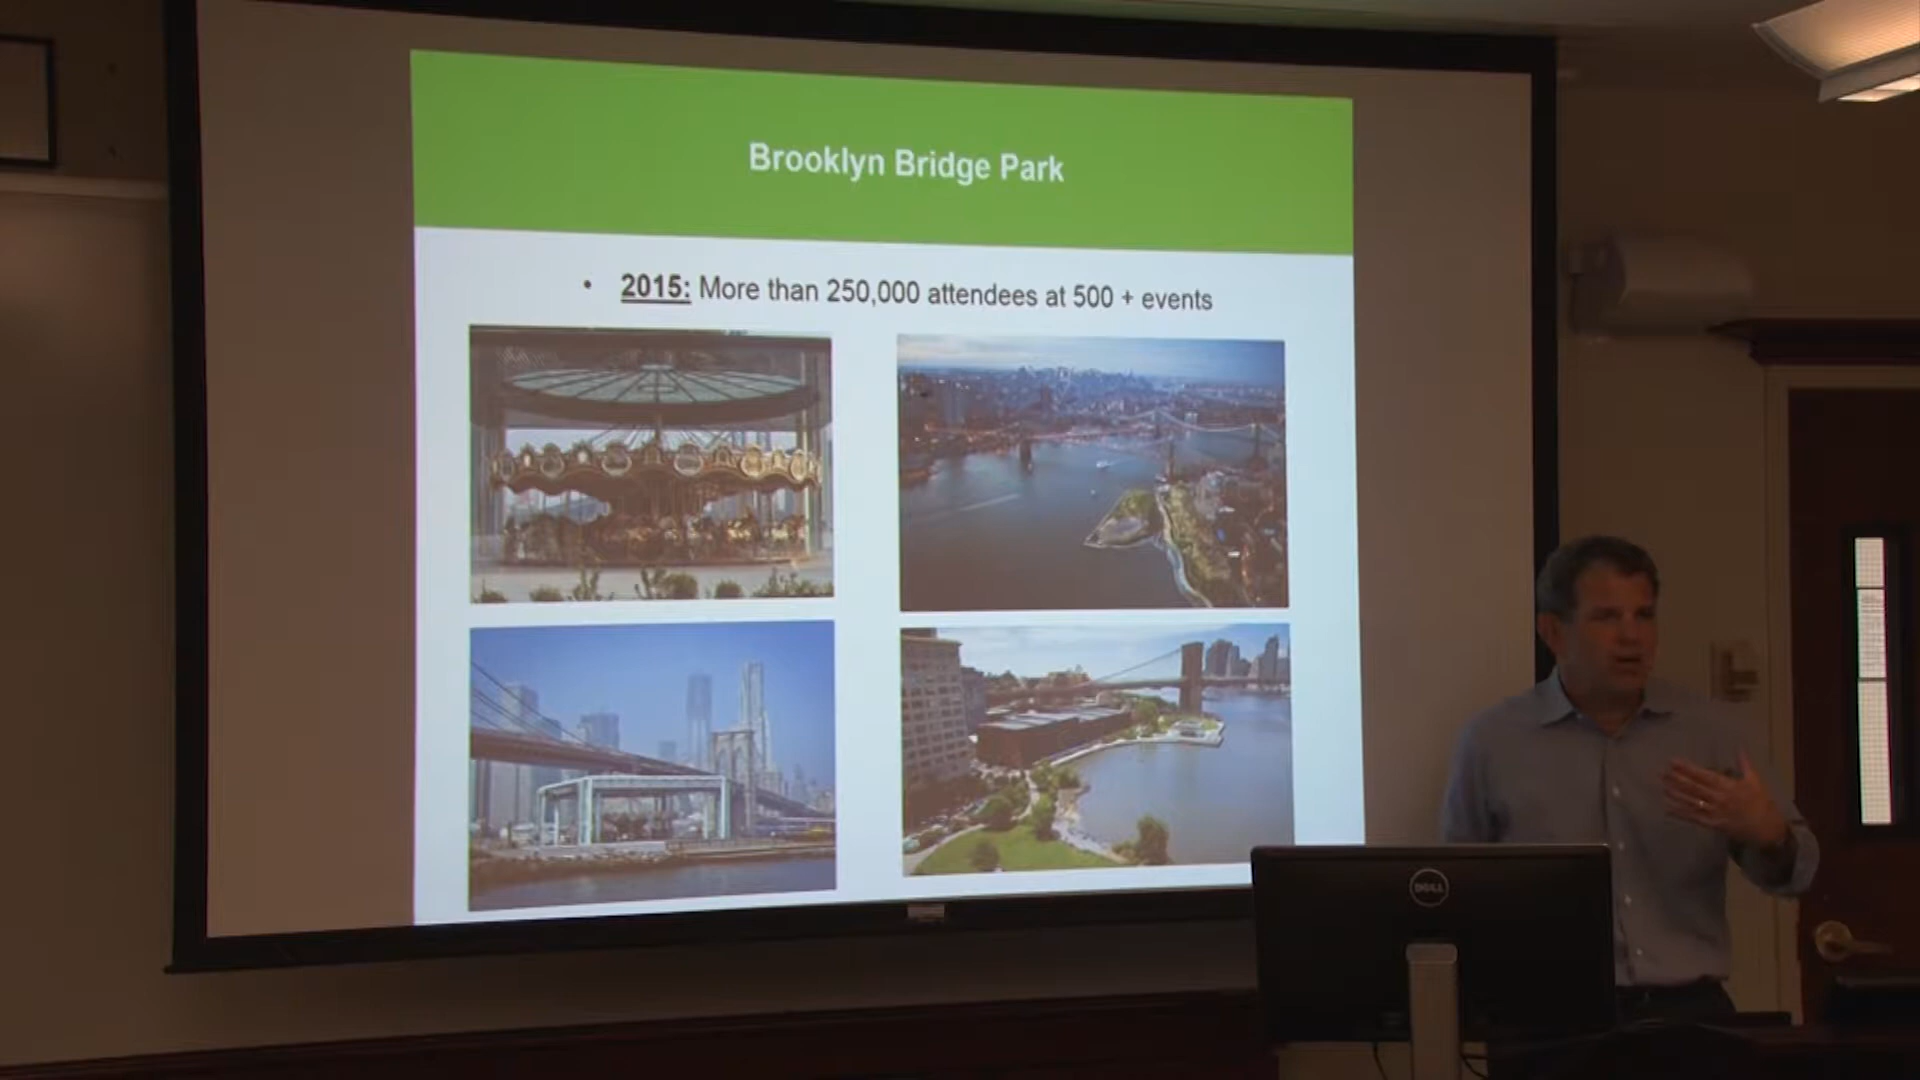 Brooklyn Bridge Park
• 2015: More than 250,000 attendees at 500 + events
DELL